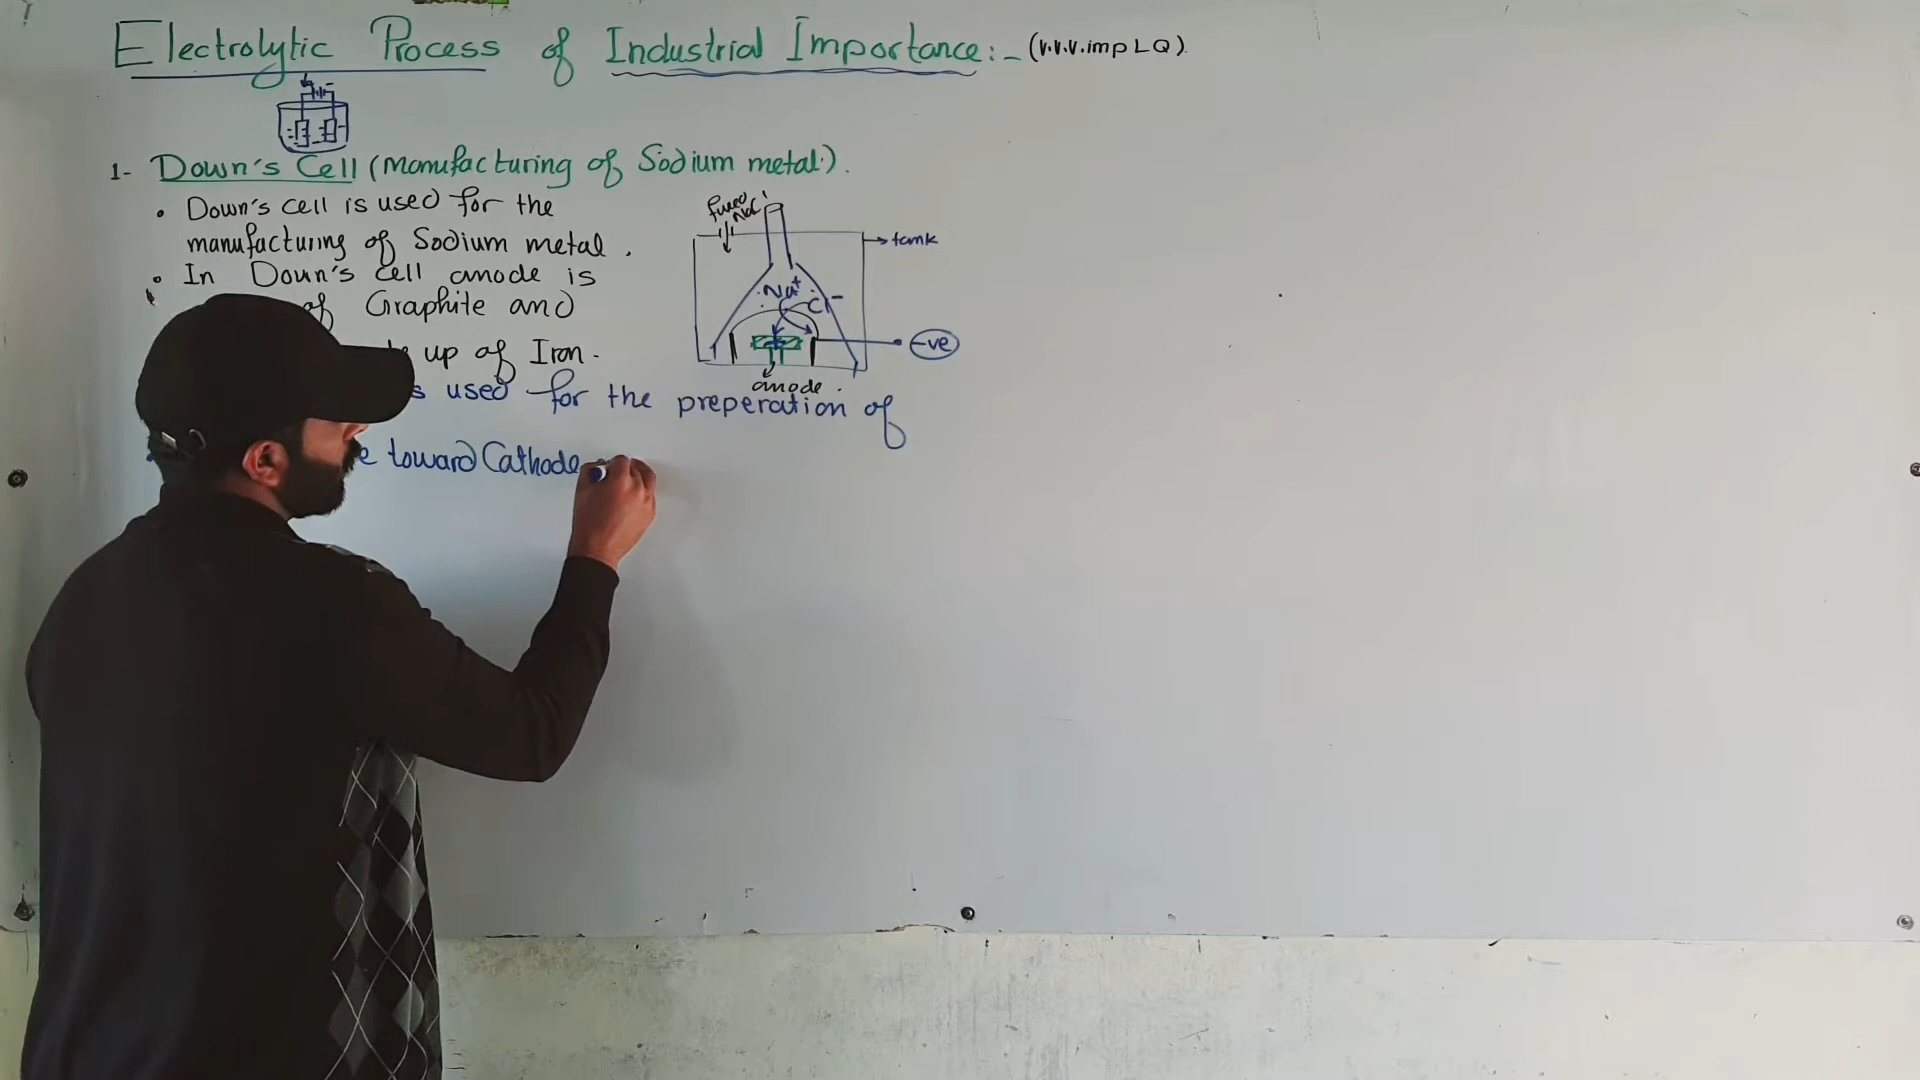 Electrolytic Process of Industrial Importance:- (v.v.v.imp LQ).
1- Down's Cell (Manufacturing of Sodium metal).
• Down's cell is used for the
manufacturing of Sodium metal.
• In Down's cell anode is
of Graphite and
up of Iron.
used for the preperation of
toward Cathode
fused
NaCl
→ tank
Na+
Cl-
-ve
anode.